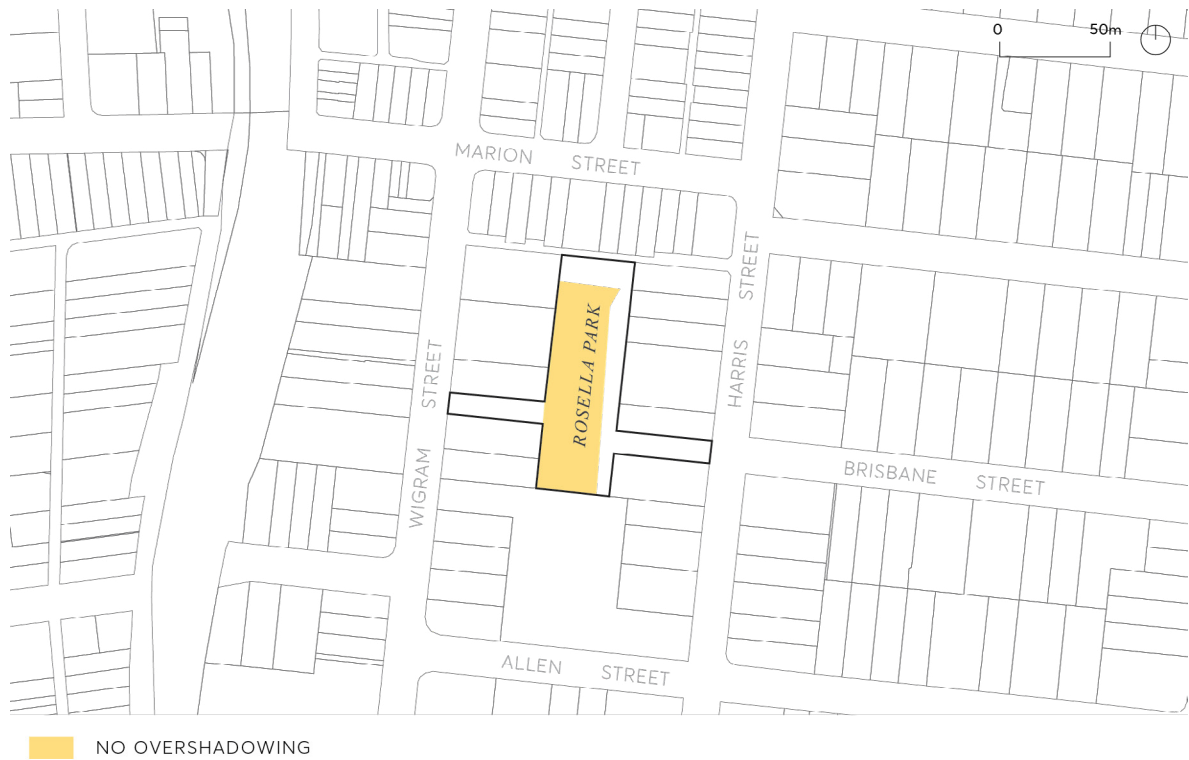 0 50m
MARION STREET
HARRIS STREET
ROSELLA PARK
WIGRAM STREET
BRISBANE STREET
ALLEN STREET
NO OVERSHADOWING